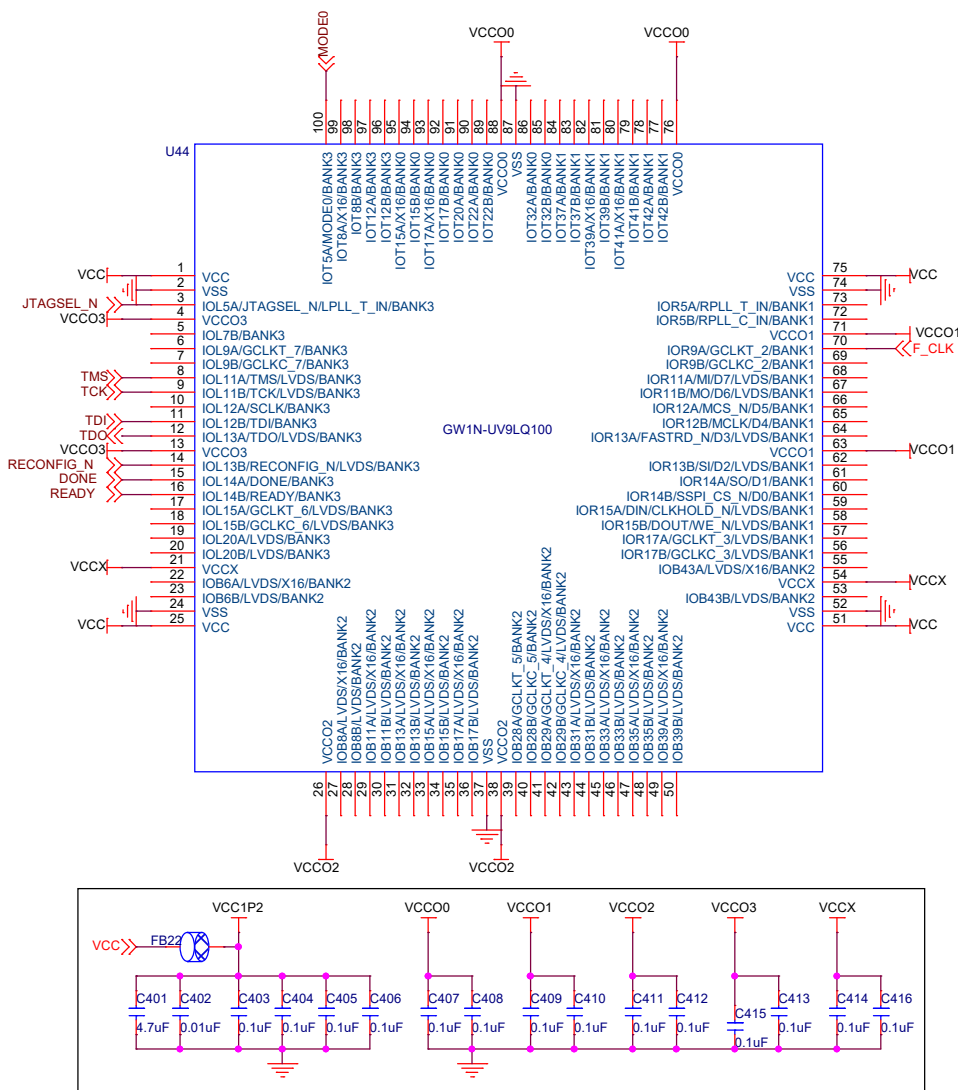 MODE0
VCCO0
VCCO0
100
99
98
97
96
95
94
93
92
91
90
89
88
87
86
85
84
83
82
81
80
79
78
77
76
U44
IOT5A/MODE0/BANK3
IOT8A/X16/BANK3
IOT8B/BANK3
IOT12A/BANK3
IOT12B/BANK3
IOT15A/X16/BANK0
IOT15B/BANK0
IOT17A/X16/BANK0
IOT17B/BANK0
IOT20A/BANK0
IOT22A/BANK0
IOT22B/BANK0
VCCO0
VSS
IOT32A/BANK0
IOT32B/BANK0
IOT37A/BANK1
IOT37B/BANK1
IOT39A/X16/BANK1
IOT39B/BANK1
IOT41A/X16/BANK1
IOT41B/BANK1
IOT42A/BANK1
IOT42B/BANK1
VCCO0
VCC 1 VCC
2 VSS
JTAGSEL_N 3 IOL5A/JTAGSEL_N/LPLL_T_IN/BANK3
VCCO3 4 VCCO3
5 IOL7B/BANK3
6 IOL9A/GCLKT_7/BANK3
7 IOL9B/GCLKC_7/BANK3
TMS 8 IOL11A/TMS/LVDS/BANK3
TCK 9 IOL11B/TCK/LVDS/BANK3
10 IOL12A/SCLK/BANK3
TDI 11 IOL12B/TDI/BANK3
TDO 12 IOL13A/TDO/LVDS/BANK3
VCCO3 13 VCCO3
RECONFIG_N 14 IOL13B/RECONFIG_N/LVDS/BANK3
DONE 15 IOL14A/DONE/BANK3
READY 16 IOL14B/READY/BANK3
17 IOL15A/GCLKT_6/LVDS/BANK3
18 IOL15B/GCLKC_6/LVDS/BANK3
19 IOL20A/LVDS/BANK3
20 IOL20B/LVDS/BANK3
VCCX 21 VCCX
22 IOB6A/LVDS/X16/BANK2
23 IOB6B/LVDS/BANK2
24 VSS
VCC 25 VCC
GW1N-UV9LQ100
VCC 75 VCC
VSS 74
IOR5A/RPLL_T_IN/BANK1 73
IOR5B/RPLL_C_IN/BANK1 72
VCCO1 71 VCCO1
IOR9A/GCLKT_2/BANK1 70 F_CLK
IOR9B/GCLKC_2/BANK1 69
IOR11A/MI/D7/LVDS/BANK1 68
IOR11B/MO/D6/LVDS/BANK1 67
IOR12A/MCS_N/D5/BANK1 66
IOR12B/MCLK/D4/BANK1 65
IOR13A/FASTRD_N/D3/LVDS/BANK1 64
VCCO1 63 VCCO1
IOR13B/SI/D2/LVDS/BANK1 62
IOR14A/SO/D1/BANK1 61
IOR14B/SSPI_CS_N/D0/BANK1 60
IOR15A/DIN/CLKHOLD_N/LVDS/BANK1 59
IOR15B/DOUT/WE_N/LVDS/BANK1 58
IOR17A/GCLKT_3/LVDS/BANK1 57
IOR17B/GCLKC_3/LVDS/BANK1 56
IOB43A/LVDS/X16/BANK2 55
VCCX 54 VCCX
IOB43B/LVDS/BANK2 53
VSS 52
VCC 51 VCC
VCCO2
IOB8A/LVDS/X16/BANK2
IOB8B/LVDS/BANK2
IOB11A/LVDS/X16/BANK2
IOB11B/LVDS/BANK2
IOB13A/LVDS/X16/BANK2
IOB13B/LVDS/BANK2
IOB15A/LVDS/X16/BANK2
IOB15B/LVDS/BANK2
IOB17A/LVDS/X16/BANK2
IOB17B/LVDS/BANK2
VSS
VCCO2
IOB28A/GCLKT_5/BANK2
IOB28B/GCLKC_5/BANK2
IOB29A/GCLKT_4/LVDS/X16/BANK2
IOB29B/GCLKC_4/LVDS/BANK2
IOB31A/LVDS/X16/BANK2
IOB31B/LVDS/BANK2
IOB33A/LVDS/X16/BANK2
IOB33B/LVDS/BANK2
IOB35A/LVDS/X16/BANK2
IOB35B/LVDS/BANK2
IOB39A/LVDS/X16/BANK2
IOB39B/LVDS/BANK2
26
27
28
29
30
31
32
33
34
35
36
37
38
39
40
41
42
43
44
45
46
47
48
49
50
VCCO2
VCCO2
VCC1P2 VCCO0 VCCO1 VCCO2 VCCO3 VCCX
VCC FB22
C401 C402 C403 C404 C405 C406 C407 C408 C409 C410 C411 C412 C415 C413 C414 C416
4.7uF 0.01uF 0.1uF 0.1uF 0.1uF 0.1uF 0.1uF 0.1uF 0.1uF 0.1uF 0.1uF 0.1uF 0.1uF 0.1uF 0.1uF 0.1uF